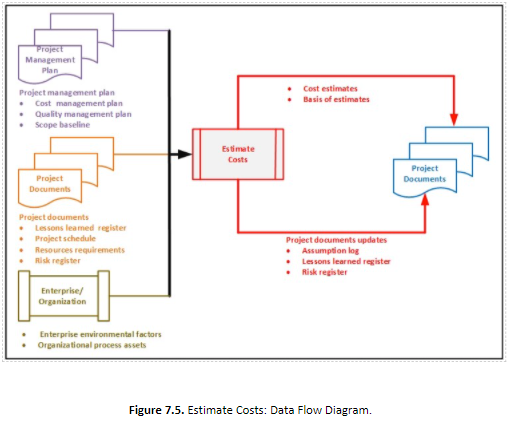 Project
Management
Plan
Project management plan
• Cost management plan
• Quality management plan
• Scope baseline
Project
Documents
Project documents
• Lessons learned register
• Project schedule
• Resources requirements
• Risk register
Enterprise/
Organization
• Enterprise environmental factors
• Organizational process assets
Estimate
Costs
• Cost estimates
• Basis of estimates
Project documents updates
• Assumption log
• Lessons learned register
• Risk register
Project
Documents
Figure 7.5. Estimate Costs: Data Flow Diagram.